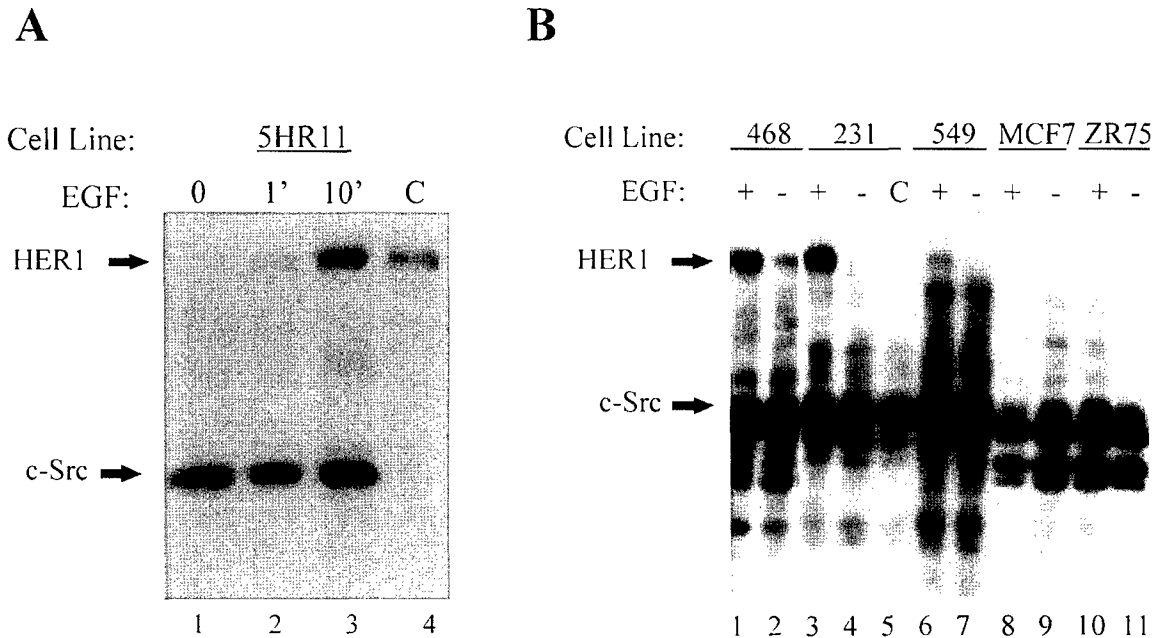 A
Cell Line: 5HR11
EGF: 0 1’ 10’ C
HER1
c-Src
1 2 3 4
B
Cell Line: 468 231 549 MCF7 ZR75
EGF: + - + - C + - + - + -
HER1
c-Src
1 2 3 4 5 6 7 8 9 10 11